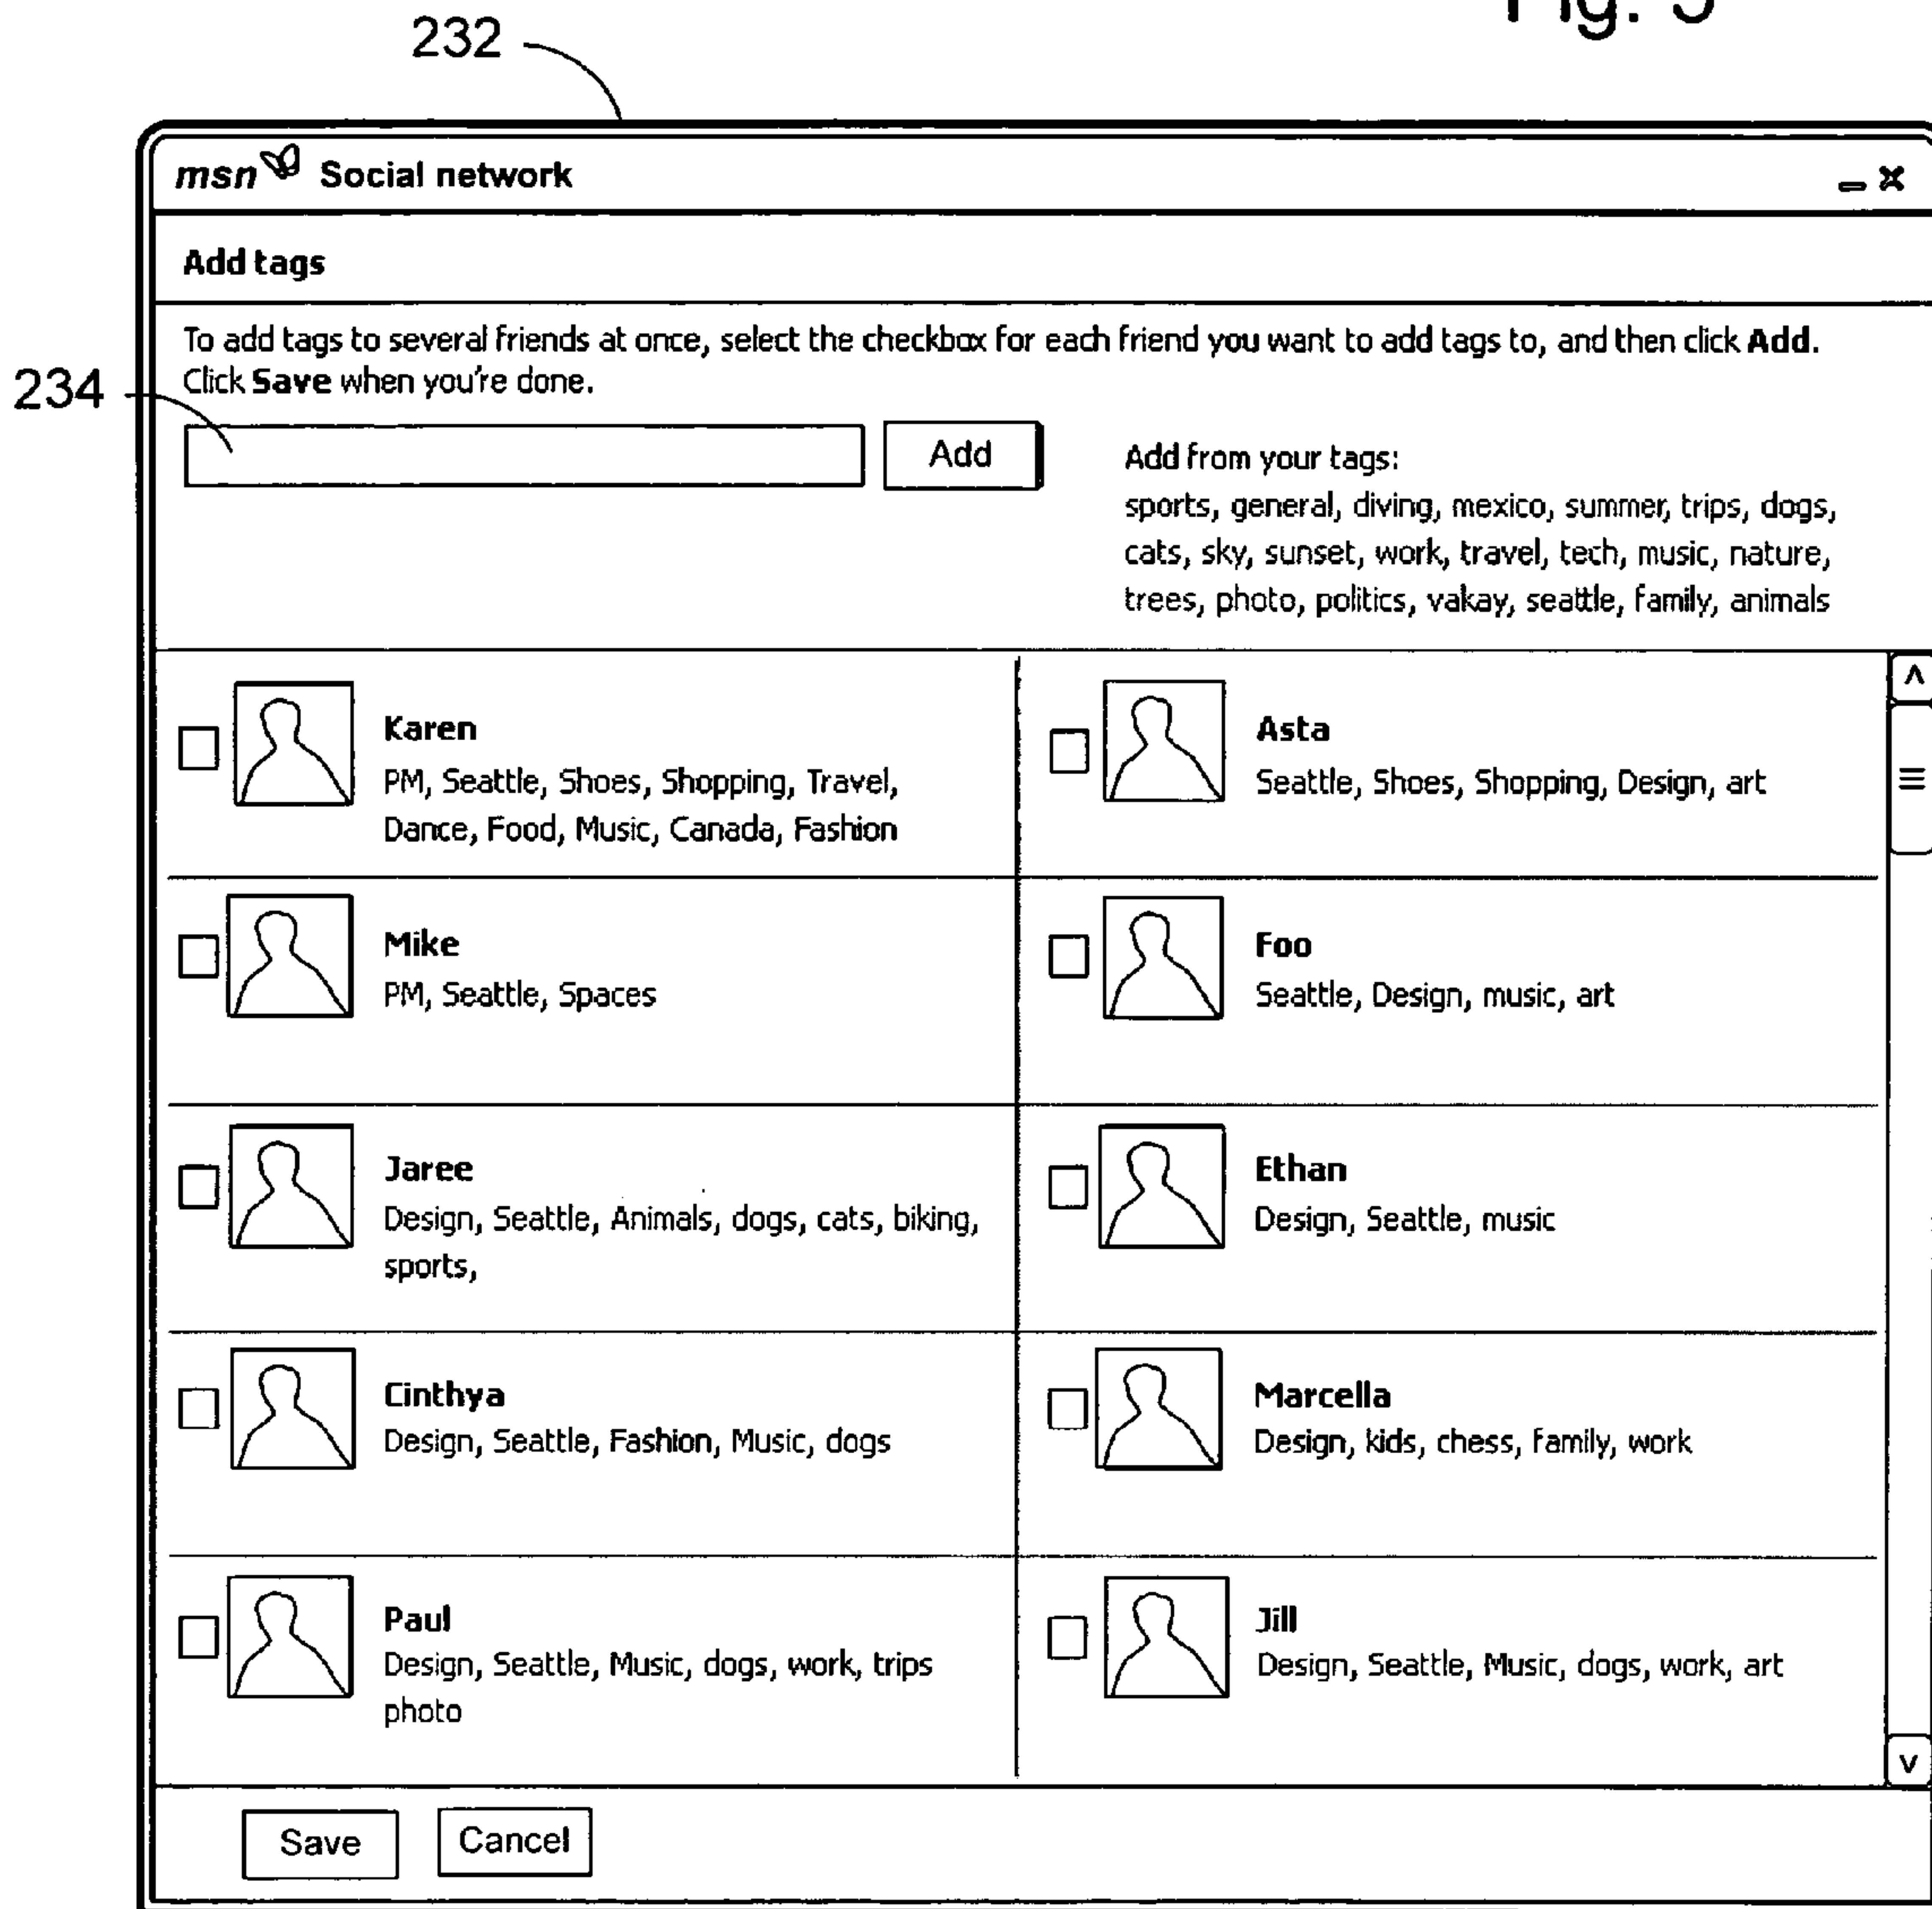 Fig. 5
232
msn Social network
Add tags
To add tags to several friends at once, select the checkbox for each friend you want to add tags to, and then click Add.
Click Save when you're done.
234
Add
Add from your tags:
sports, general, diving, mexico, summer, trips, dogs,
cats, sky, sunset, work, travel, tech, music, nature,
trees, photo, politics, vakay, seattle, family, animals
Karen
PM, Seattle, Shoes, Shopping, Travel,
Dance, Food, Music, Canada, Fashion
Asta
Seattle, Shoes, Shopping, Design, art
Mike
PM, Seattle, Spaces
Foo
Seattle, Design, music, art
Jaree
Design, Seattle, Animals, dogs, cats, biking,
sports,
Ethan
Design, Seattle, music
Cinthya
Design, Seattle, Fashion, Music, dogs
Marcella
Design, kids, chess, family, work
Paul
Design, Seattle, Music, dogs, work, trips
photo
Jill
Design, Seattle, Music, dogs, work, art
Save
Cancel